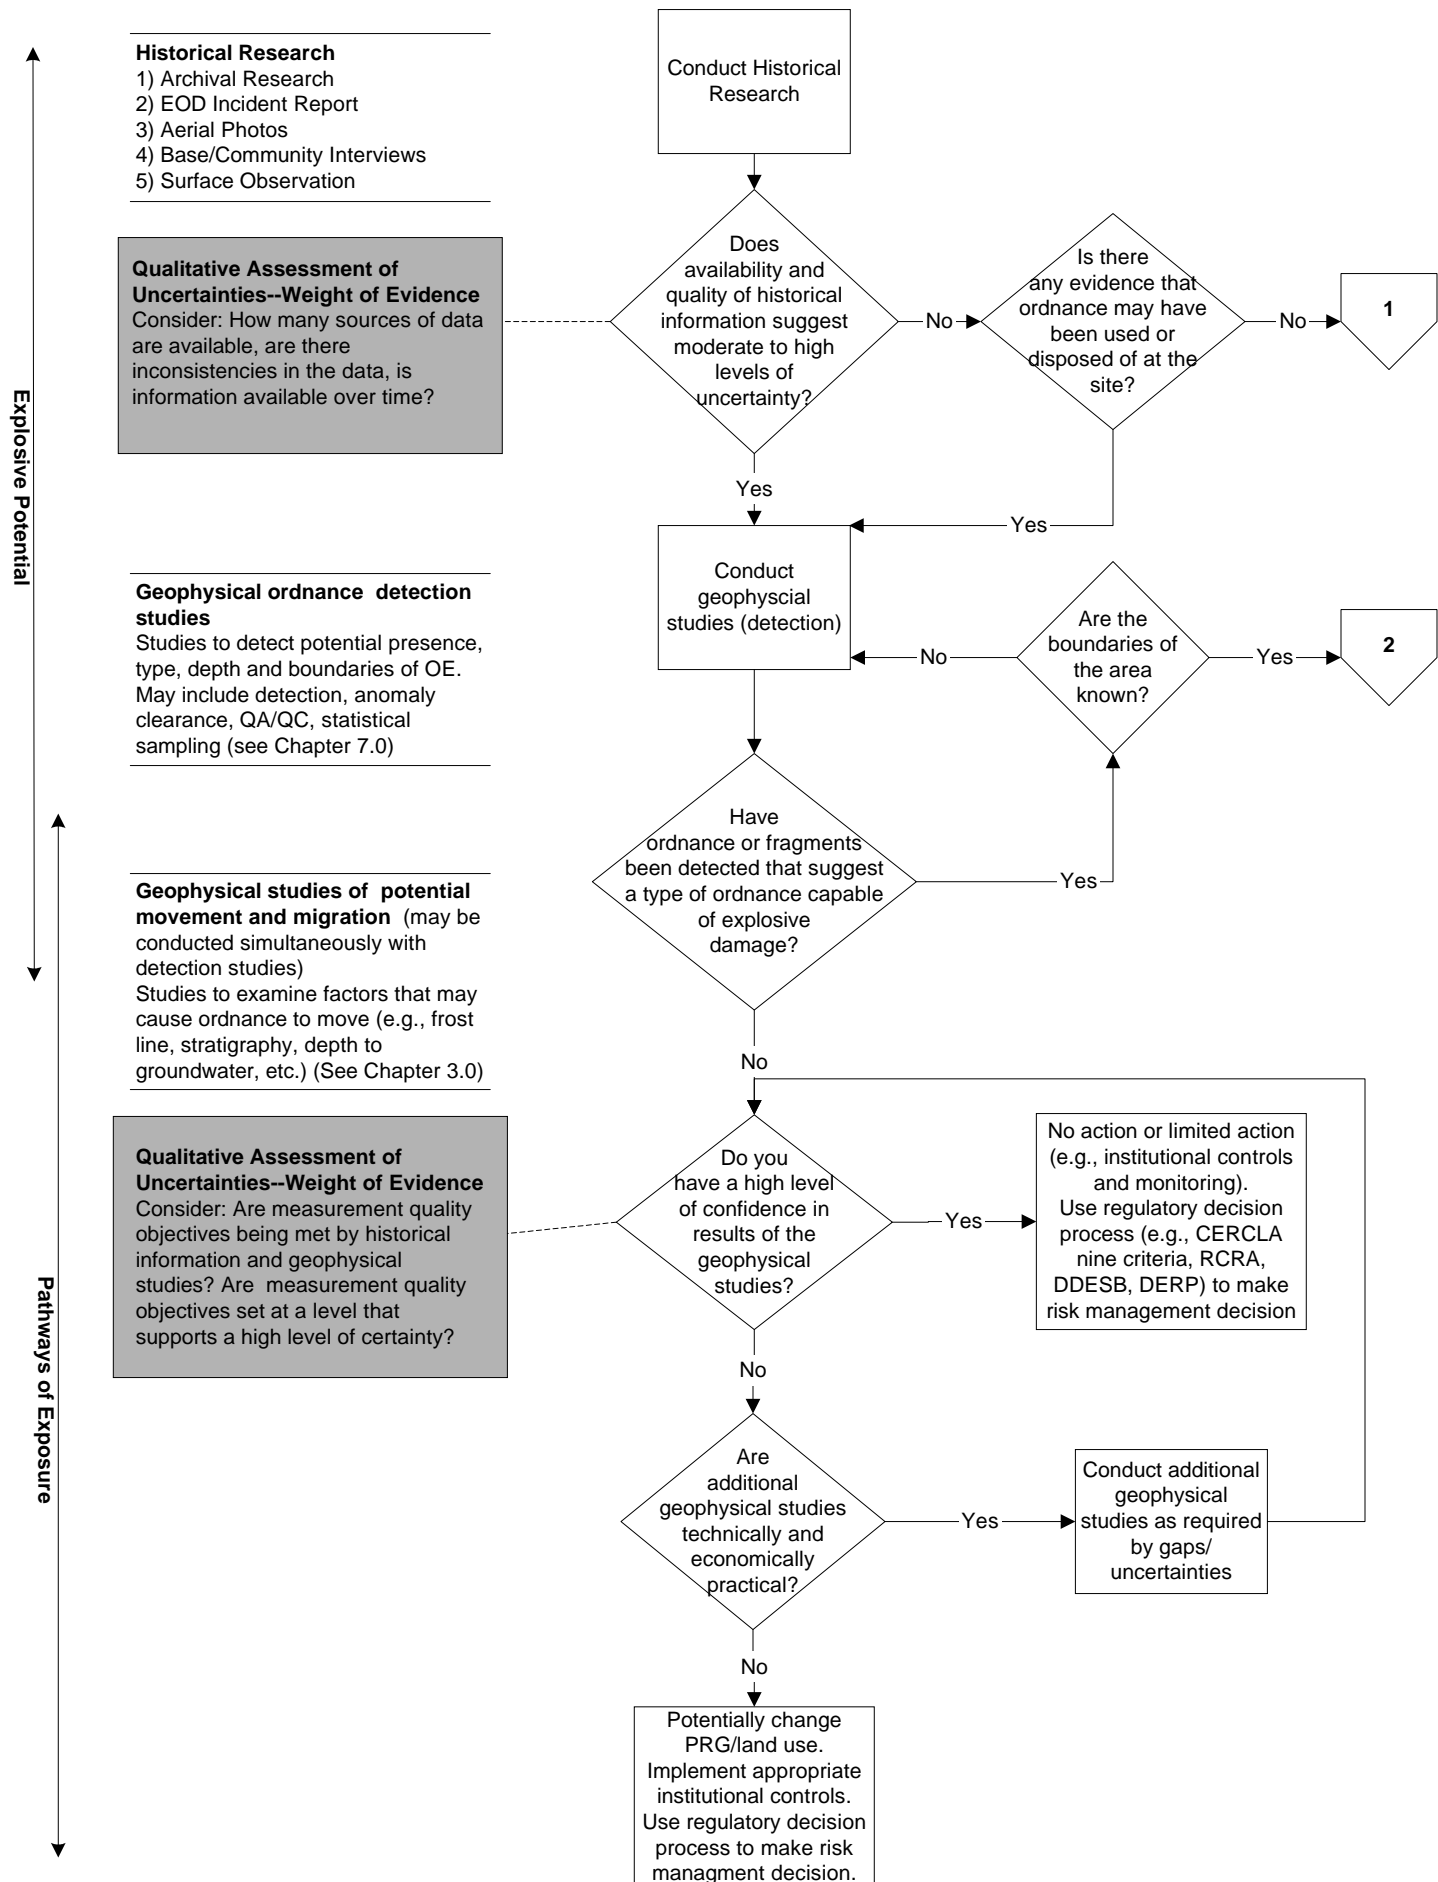 Historical Research
1) Archival Research
2) EOD Incident Report
3) Aerial Photos
4) Base/Community Interviews
5) Surface Observation
Conduct Historical
Research
Qualitative Assessment of
Uncertainties--Weight of Evidence
Consider: How many sources of data
are available, are there
inconsistencies in the data, is
information available over time?
Does
availability and
quality of historical
information suggest
moderate to high
levels of
uncertainty?
No
Is there
any evidence that
ordnance may have
been used or
disposed of at the
site?
No
1
Yes
Yes
Explosive Potential
Geophysical ordnance detection
studies
Studies to detect potential presence,
type, depth and boundaries of OE.
May include detection, anomaly
clearance, QA/QC, statistical
sampling (see Chapter 7.0)
Conduct
geophyscial
studies (detection)
No
Are the
boundaries of
the area
known?
Yes
2
Have
ordnance or fragments
been detected that suggest
a type of ordnance capable
of explosive
damage?
Yes
No
Geophysical studies of potential
movement and migration (may be
conducted simultaneously with
detection studies)
Studies to examine factors that may
cause ordnance to move (e.g., frost
line, stratigraphy, depth to
groundwater, etc.) (See Chapter 3.0)
Qualitative Assessment of
Uncertainties--Weight of Evidence
Consider: Are measurement quality
objectives being met by historical
information and geophysical
studies? Are measurement quality
objectives set at a level that
supports a high level of certainty?
Do you
have a high level
of confidence in
results of the
geophysical
studies?
Yes
No action or limited action
(e.g., institutional controls
and monitoring).
Use regulatory decision
process (e.g., CERCLA
nine criteria, RCRA,
DDESB, DERP) to make
risk management decision
No
Pathways of Exposure
Are
additional
geophysical studies
technically and
economically
practical?
Yes
Conduct additional
geophysical
studies as required
by gaps/
uncertainties
No
Potentially change
PRG/land use.
Implement appropriate
institutional controls.
Use regulatory decision
process to make risk
managment decision.